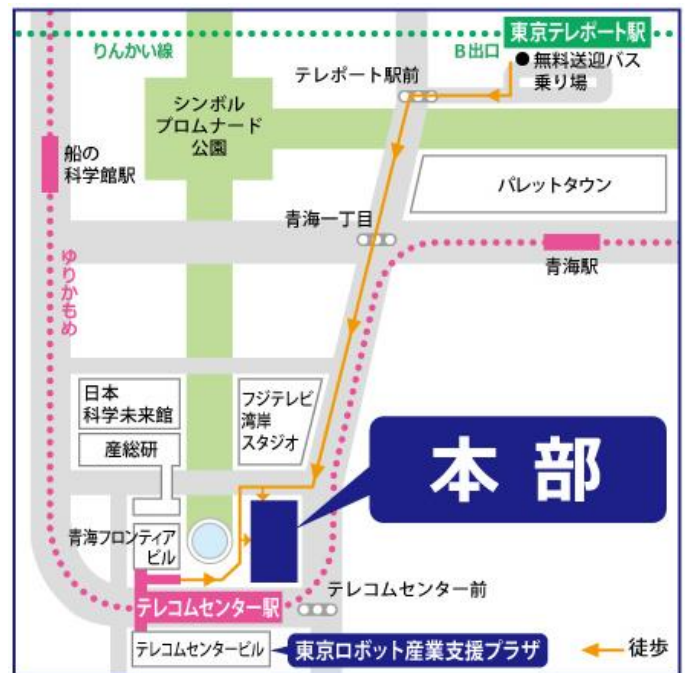 東京テレポート駅
りんかい線
B出口
無料送迎バス
乗り場
テレポート駅前
シンボル
プロムナード
公園
船の
科学館駅
パレットタウン
青海一丁目
青海駅
ゆりかもめ
日本
科学未来館
フジテレビ
湾岸
スタジオ
産総研
本部
青海フロンティア
ビル
テレコムセンター前
テレコムセンター駅
テレコムセンタービル
東京ロボット産業支援プラザ
徒歩